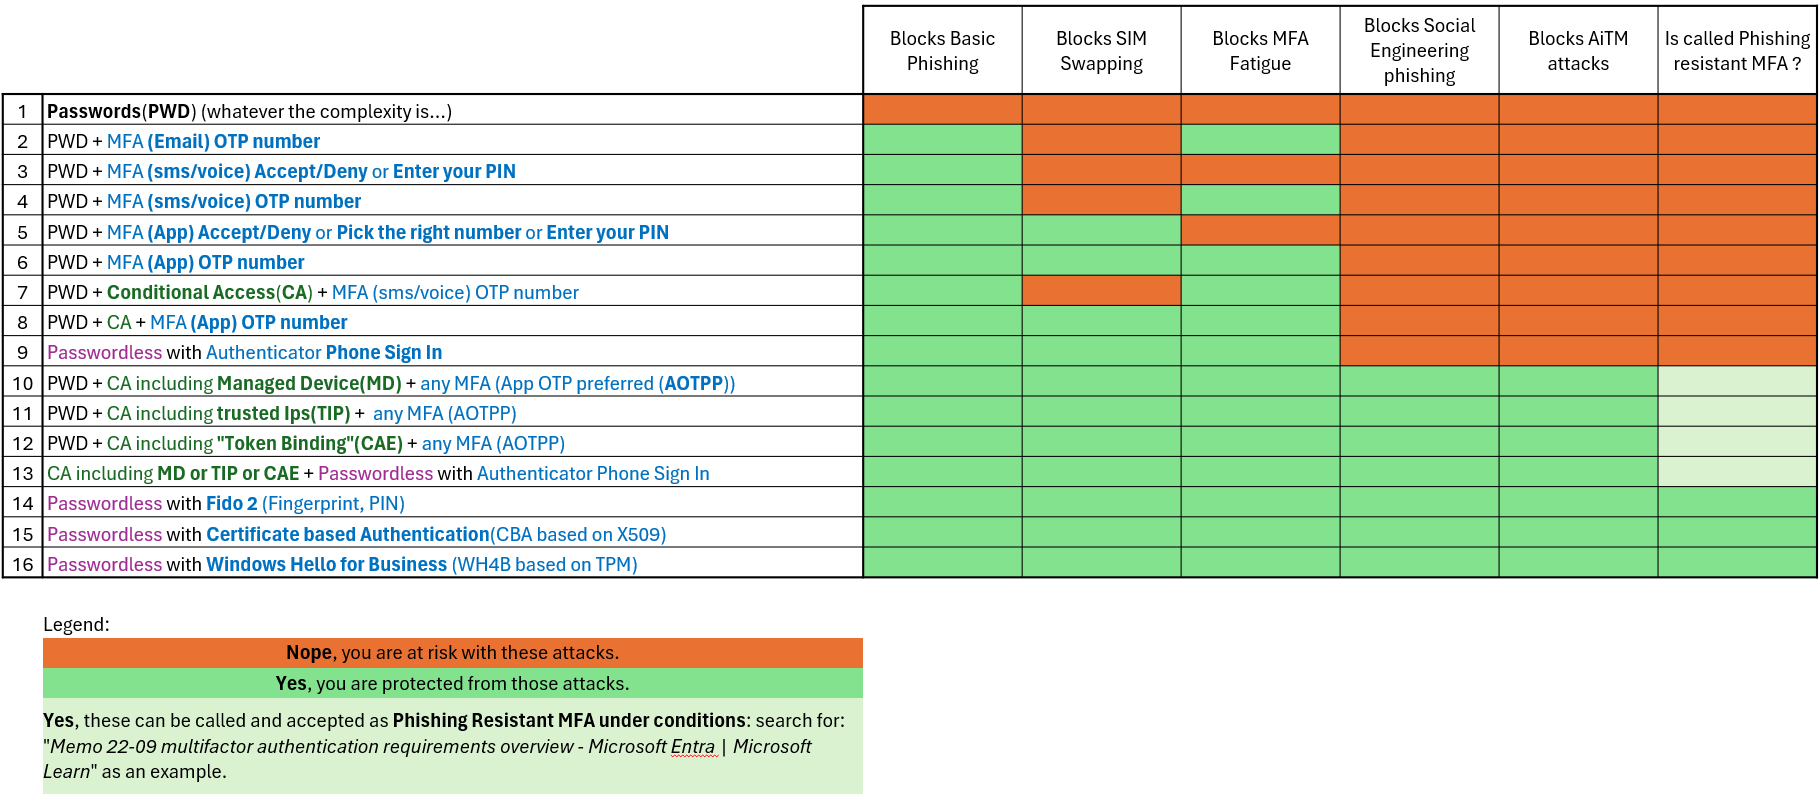 Blocks Basic Phishing
Blocks SIM Swapping
Blocks MFA Fatigue
Blocks Social Engineering phishing
Blocks AiTM attacks
Is called Phishing resistant MFA ?
1 Passwords(PWD) (whatever the complexity is...)
2 PWD + MFA (Email) OTP number
3 PWD + MFA (sms/voice) Accept/Deny or Enter your PIN
4 PWD + MFA (sms/voice) OTP number
5 PWD + MFA (App) Accept/Deny or Pick the right number or Enter your PIN
6 PWD + MFA (App) OTP number
7 PWD + Conditional Access(CA) + MFA (sms/voice) OTP number
8 PWD + CA + MFA (App) OTP number
9 Passwordless with Authenticator Phone Sign In
10 PWD + CA including Managed Device(MD) + any MFA (App OTP preferred (AOTPP))
11 PWD + CA including trusted Ips(TIP) + any MFA (AOTPP)
12 PWD + CA including "Token Binding"(CAE) + any MFA (AOTPP)
13 CA including MD or TIP or CAE + Passwordless with Authenticator Phone Sign In
14 Passwordless with Fido 2 (Fingerprint, PIN)
15 Passwordless with Certificate based Authentication(CBA based on X509)
16 Passwordless with Windows Hello for Business (WH4B based on TPM)
Legend:
Nope, you are at risk with these attacks.
Yes, you are protected from those attacks.
Yes, these can be called and accepted as Phishing Resistant MFA under conditions: search for:
"Memo 22-09 multifactor authentication requirements overview - Microsoft Entra | Microsoft
Learn" as an example.